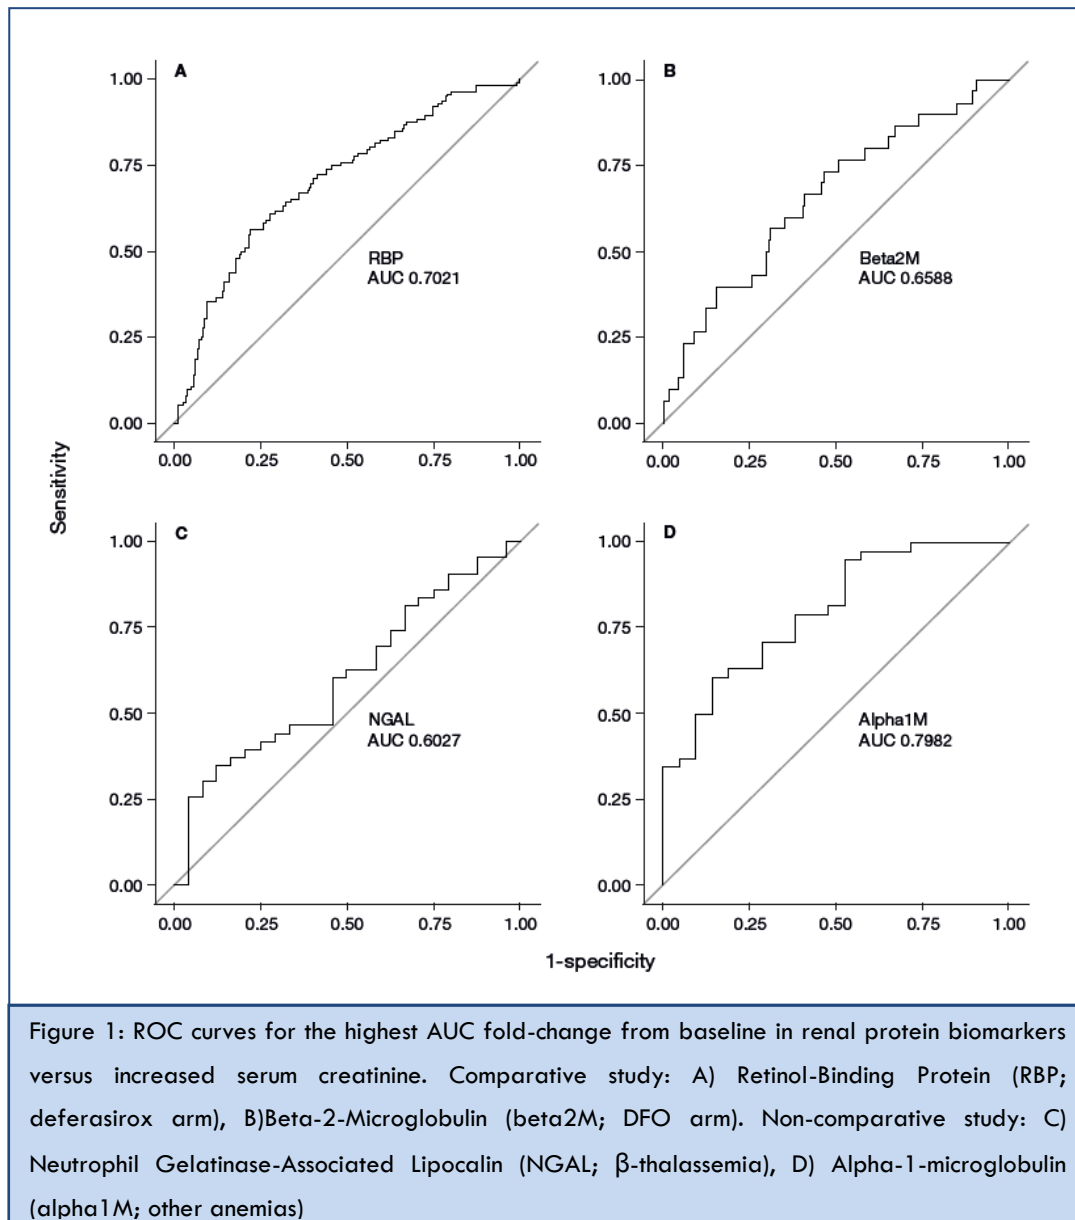 A
1.00
0.75
0.50
0.25
0.00
RBP
AUC 0.7021
0.00 0.25 0.50 0.75 1.00
B
1.00
0.75
0.50
0.25
0.00
Beta2M
AUC 0.6588
0.00 0.25 0.50 0.75 1.00
Sensitivity
C
1.00
0.75
0.50
0.25
0.00
NGAL
AUC 0.6027
0.00 0.25 0.50 0.75 1.00
D
1.00
0.75
0.50
0.25
0.00
Alpha1M
AUC 0.7982
0.00 0.25 0.50 0.75 1.00
1-specificity
Figure 1: ROC curves for the highest AUC fold-change from baseline in renal protein biomarkers
versus increased serum creatinine. Comparative study: A) Retinol-Binding Protein (RBP;
deferasirox arm), B)Beta-2-Microglobulin (beta2M; DFO arm). Non-comparative study: C)
Neutrophil Gelatinase-Associated Lipocalin (NGAL; β-thalassemia), D) Alpha-1-microglobulin
(alpha1M; other anemias)